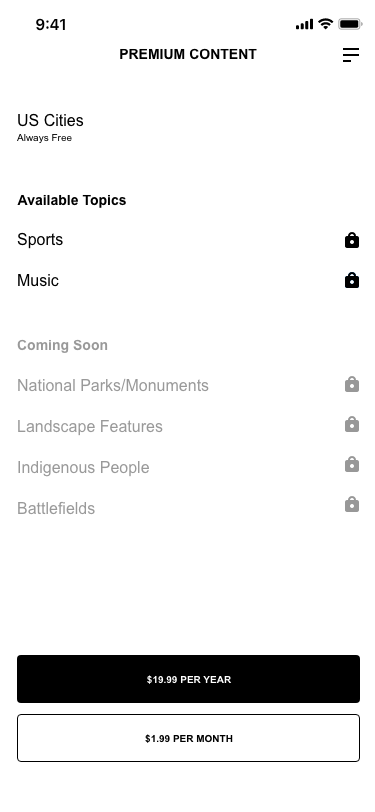 9:41
PREMIUM CONTENT
US Cities
Always Free
Available Topics
Sports
Music
Coming Soon
National Parks/Monuments
Landscape Features
Indigenous People
Battlefields
$19.99 PER YEAR
$1.99 PER MONTH